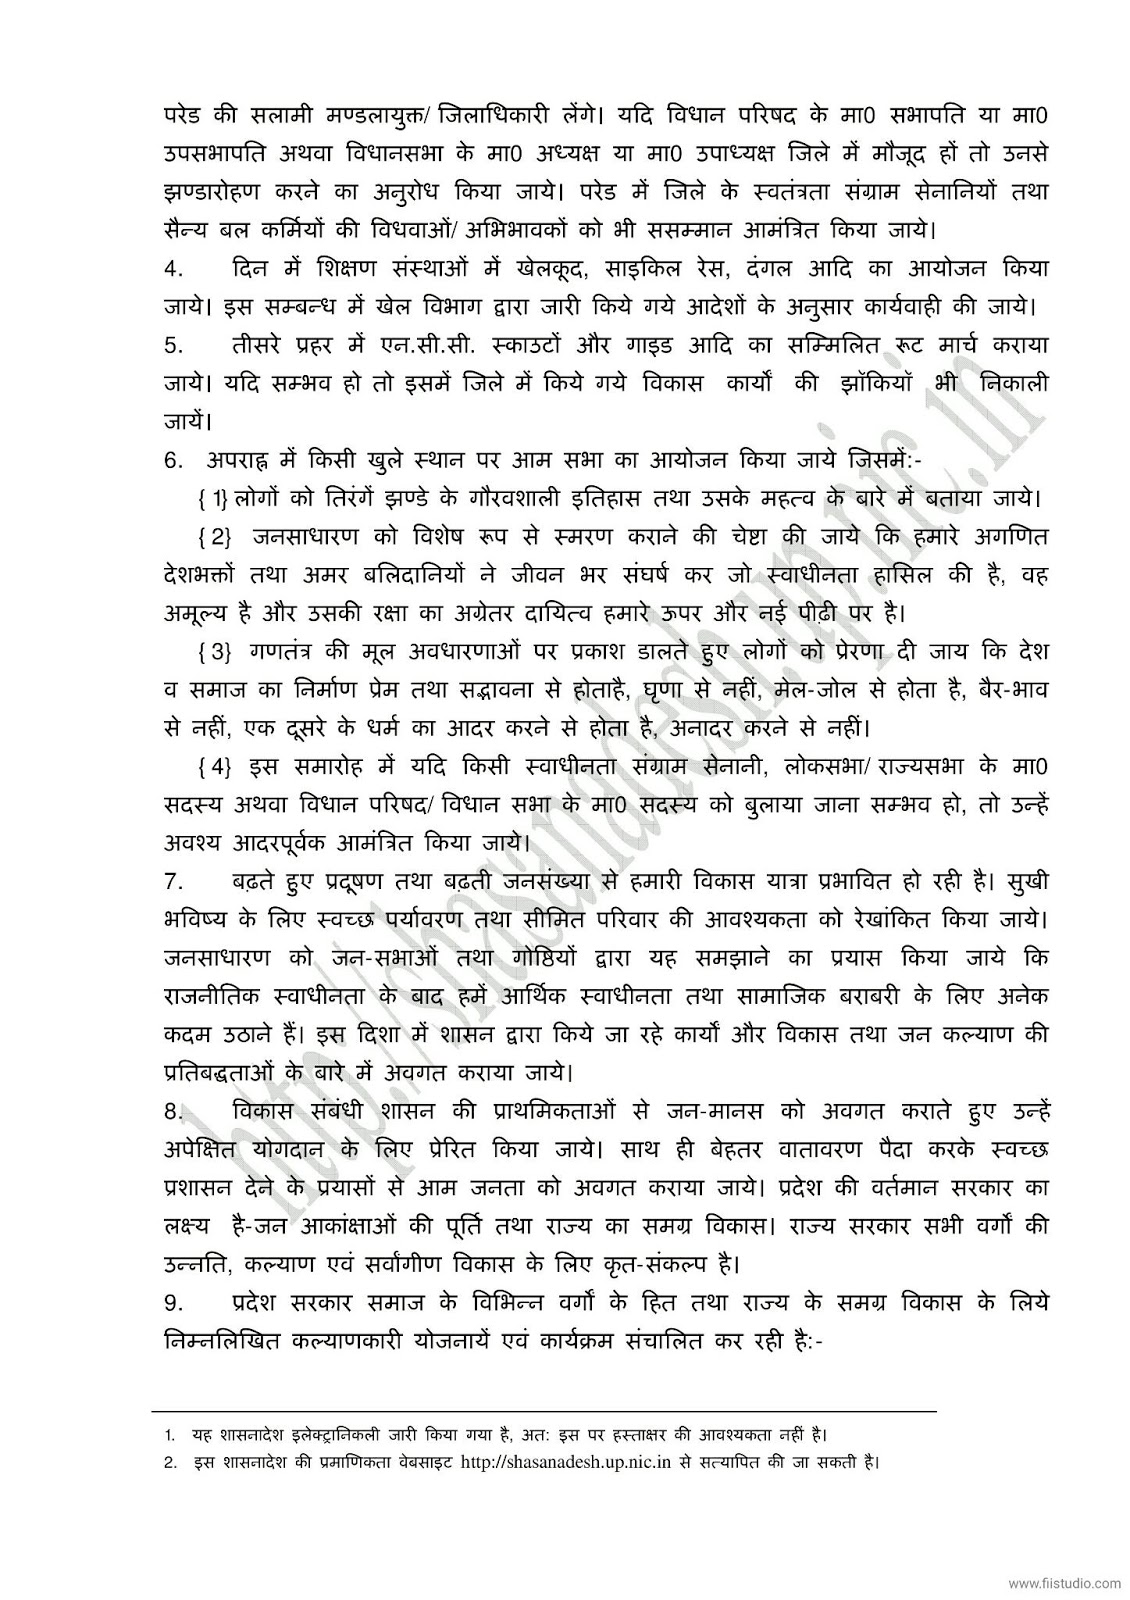 परेड की सलामी मण्डलायुक्त/ जिलाधिकारी लेंगे। यदि विधान परिषद के मा0 सभापति या मा0
उपसभापति अथवा विधानसभा के मा0 अध्यक्ष या मा0 उपाध्यक्ष जिले में मौजूद हों तो उनसे
झण्डारोहण करने का अनुरोध किया जाये। परेड में जिले के स्वतंत्रता संग्राम सेनानियों तथा
सैन्य बल कर्मियों की विधवाओं/ अभिभावकों को भी ससम्मान आमंत्रित किया जाये।
4. दिन में शिक्षण संस्थाओं में खेलकूद, साइकिल रेस, दंगल आदि का आयोजन किया
जाये। इस सम्बन्ध में खेल विभाग द्वारा जारी किये गये आदेशों के अनुसार कार्यवाही की जाये।
5. तीसरे प्रहर में एन.सी.सी. स्काउटों और गाइड आदि का सम्मिलित रूट मार्च कराया
जाये। यदि सम्भव हो तो इसमें जिले में किये गये विकास कार्यों की झॉकियॉ भी निकाली
जायें।
6. अपराह्न में किसी खुले स्थान पर आम सभा का आयोजन किया जाये जिसमें:-
{1} लोगों को तिरंगें झण्डे के गौरवशाली इतिहास तथा उसके महत्व के बारे में बताया जाये।
{2} जनसाधारण को विशेष रूप से स्मरण कराने की चेष्टा की जाये कि हमारे अगणित
देशभक्तों तथा अमर बलिदानियों ने जीवन भर संघर्ष कर जो स्वाधीनता हासिल की है, वह
अमूल्य है और उसकी रक्षा का अग्रेतर दायित्व हमारे ऊपर और नई पीढ़ी पर है।
{3} गणतंत्र की मूल अवधारणाओं पर प्रकाश डालते हुए लोगों को प्रेरणा दी जाय कि देश
व समाज का निर्माण प्रेम तथा सद्भावना से होताहै, घृणा से नहीं, मेल-जोल से होता है, बैर-भाव
से नहीं, एक दूसरे के धर्म का आदर करने से होता है, अनादर करने से नहीं।
{4} इस समारोह में यदि किसी स्वाधीनता संग्राम सेनानी, लोकसभा/ राज्यसभा के मा0
सदस्य अथवा विधान परिषद/ विधान सभा के मा0 सदस्य को बुलाया जाना सम्भव हो, तो उन्हें
अवश्य आदरपूर्वक आमंत्रित किया जाये।
7. बढ़ते हुए प्रदूषण तथा बढ़ती जनसंख्या से हमारी विकास यात्रा प्रभावित हो रही है। सुखी
भविष्य के लिए स्वच्छ पर्यावरण तथा सीमित परिवार की आवश्यकता को रेखांकित किया जाये।
जनसाधारण को जन-सभाओं तथा गोष्ठियों द्वारा यह समझाने का प्रयास किया जाये कि
राजनीतिक स्वाधीनता के बाद हमें आर्थिक स्वाधीनता तथा सामाजिक बराबरी के लिए अनेक
कदम उठाने हैं। इस दिशा में शासन द्वारा किये जा रहे कार्यों और विकास तथा जन कल्याण की
प्रतिबद्धताओं के बारे में अवगत कराया जाये।
8. विकास संबंधी शासन की प्राथमिकताओं से जन-मानस को अवगत कराते हुए उन्हें
अपेक्षित योगदान के लिए प्रेरित किया जाये। साथ ही बेहतर वातावरण पैदा करके स्वच्छ
प्रशासन देने के प्रयासों से आम जनता को अवगत कराया जाये। प्रदेश की वर्तमान सरकार का
लक्ष्य है-जन आकांक्षाओं की पूर्ति तथा राज्य का समग्र विकास। राज्य सरकार सभी वर्गों की
उन्नति, कल्याण एवं सर्वांगीण विकास के लिए कृत-संकल्प है।
9. प्रदेश सरकार समाज के विभिन्न वर्गों के हित तथा राज्य के समग्र विकास के लिये
निम्नलिखित कल्याणकारी योजनायें एवं कार्यक्रम संचालित कर रही है:-
1. यह शासनादेश इलेक्ट्रानिकली जारी किया गया है, अत: इस पर हस्ताक्षर की आवश्यकता नहीं है।
2. इस शासनादेश की प्रमाणिकता वेबसाइट http://shasanadesh.up.nic.in से सत्यापित की जा सकती है।
http://shasanadesh.up.nic.in
www.fiistudio.com